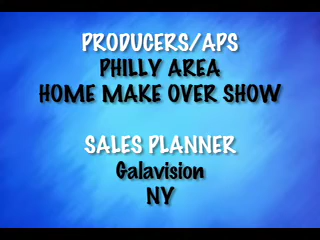 PRODUCERS/APS
PHILLY AREA
HOME MAKE OVER SHOW
SALES PLANNER
Galavision
NY